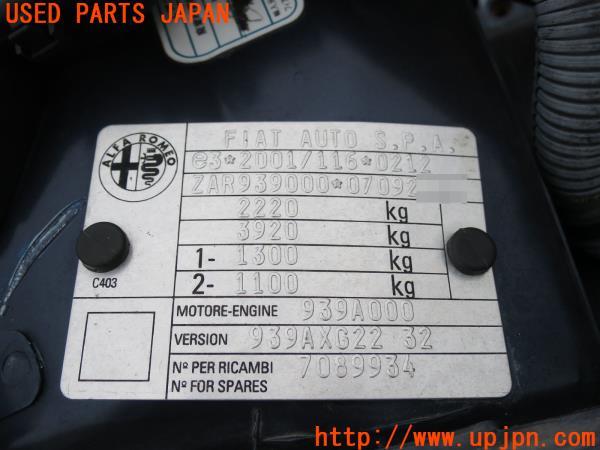 USED PARTS JAPAN
ALFA ROMEO
FIAT AUTO S.P.A.
e3*2001/116*0212
ZAR939000*07092
2220 kg
3920 kg
1- 1300 kg
2- 1100 kg
C403
MOTORE-ENGINE 939A000
VERSION 939AXG22 32
Nº PER RICAMBI 7089934
Nº FOR SPARES
http://www.upjpn.com/